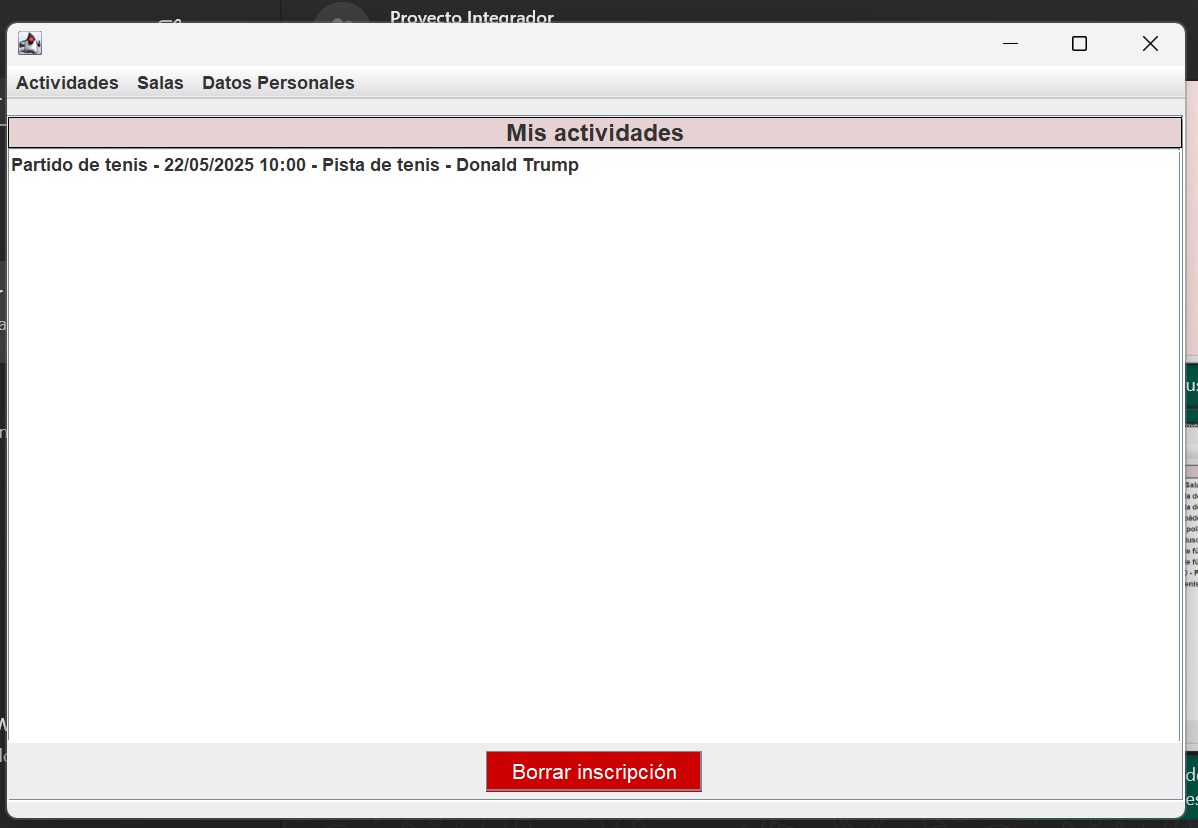 Proyecto Integrador
Actividades Salas Datos Personales
Mis actividades
Partido de tenis - 22/05/2025 10:00 - Pista de tenis - Donald Trump
Borrar inscripción